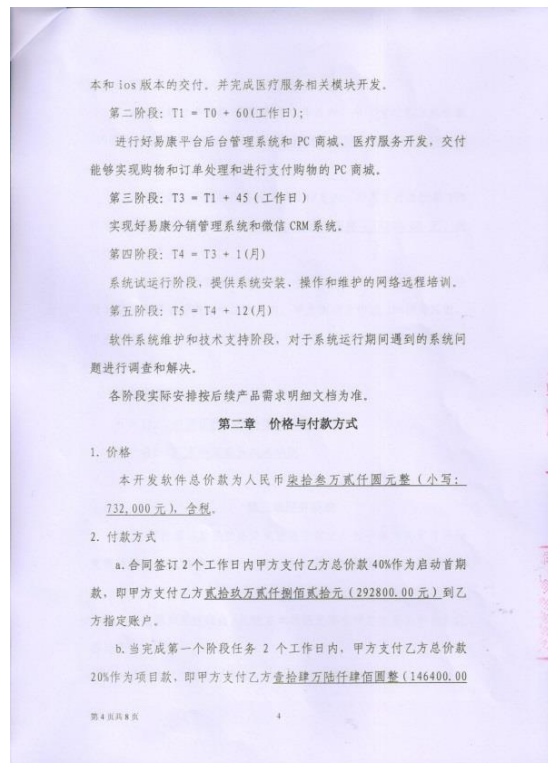 本和 ios 版本的交付。并完成医疗服务相关模块开发。
第二阶段：T1 = T0 + 60(工作日)；
进行好易康平台后台管理系统和 PC 商城、医疗服务开发，交付
能够实现购物和订单处理和进行支付购物的 PC 商城。
第三阶段：T3 = T1 + 45（工作日）
实现好易康分销管理系统和微信 CRM 系统。
第四阶段：T4 = T3 + 1(月)
系统试运行阶段，提供系统安装、操作和维护的网络远程培训。
第五阶段：T5 = T4 + 12(月)
软件系统维护和技术支持阶段，对于系统运行期间遇到的系统问
题进行调查和解决。
各阶段实际安排按后续产品需求明细文档为准。
第二章 价格与付款方式
1. 价格
本开发软件总价款为人民币柒拾叁万贰仟圆元整（小写：
732,000 元），含税。
2. 付款方式
a.合同签订 2 个工作日内甲方支付乙方总价款 40%作为启动首期
款，即甲方支付乙方贰拾玖万贰仟捌佰贰拾元（292800.00 元）到乙
方指定账户。
b.当完成第一个阶段任务 2 个工作日内，甲方支付乙方总价款
20%作为项目款，即甲方支付乙方壹拾肆万陆仟肆佰圆整（146400.00
第 4 页共 8 页
4